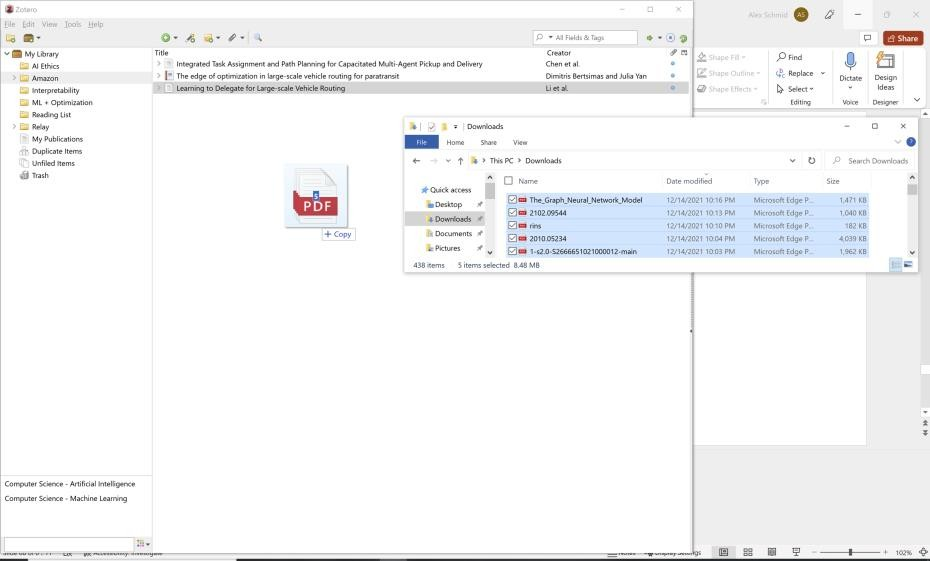 Zotero
Alex Schmid AS
File Edit View Tools Help
Share
All Fields & Tags
My Library
AI Ethics
Amazon
Interpretability
ML + Optimization
Reading List
Relay
My Publications
Duplicate Items
Unfiled Items
Trash
Title Creator
Integrated Task Assignment and Path Planning for Capacitated Multi-Agent Pickup and Delivery Chen et al.
The edge of optimization in large-scale vehicle routing for paratransit Dimitris Bertsimas and Julia Yan
Learning to Delegate for Large-scale Vehicle Routing Li et al.
Shape Fill
Shape Outline
Shape Effects
Find
Replace
Select
Editing
Dictate
Voice
Design
Ideas
Designer
5
PDF
+ Copy
Downloads
File Home Share View
This PC > Downloads
Search Downloads
Quick access
Desktop
Downloads
Documents
Pictures
Name Date modified Type Size
The_Graph_Neural_Network_Model 12/14/2021 10:16 PM Microsoft Edge P... 1,471 KB
2102.09544 12/14/2021 10:13 PM Microsoft Edge P... 1,040 KB
rins 12/14/2021 10:10 PM Microsoft Edge P... 182 KB
2010.05234 12/14/2021 10:04 PM Microsoft Edge P... 4,039 KB
1-s2.0-S2666651021000012-main 12/14/2021 10:03 PM Microsoft Edge P... 1,962 KB
438 items 5 items selected 8.48 MB
Computer Science - Artificial Intelligence
Computer Science - Machine Learning
Accessibility: Investigate
Notes
Display Settings
102%